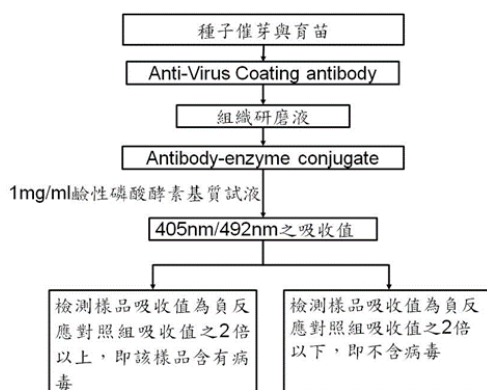 種子催芽與育苗
Anti-Virus Coating antibody
組織研磨液
Antibody-enzyme conjugate
1mg/ml鹼性磷酸酵素基質試液
405nm/492nm之吸收值
檢測樣品吸收值為負反
應對照組吸收值之2倍
以上，即該樣品含有病
毒
檢測樣品吸收值為負反
應對照組吸收值之2倍
以下，即不含病毒